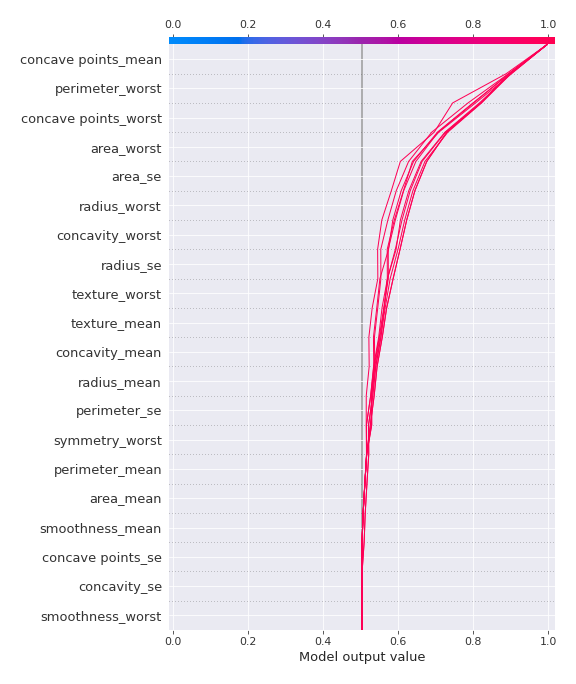 0.0 0.2 0.4 0.6 0.8 1.0
concave points_mean
perimeter_worst
concave points_worst
area_worst
area_se
radius_worst
concavity_worst
radius_se
texture_worst
texture_mean
concavity_mean
radius_mean
perimeter_se
symmetry_worst
perimeter_mean
area_mean
smoothness_mean
concave points_se
concavity_se
smoothness_worst
0.0 0.2 0.4 0.6 0.8 1.0
Model output value